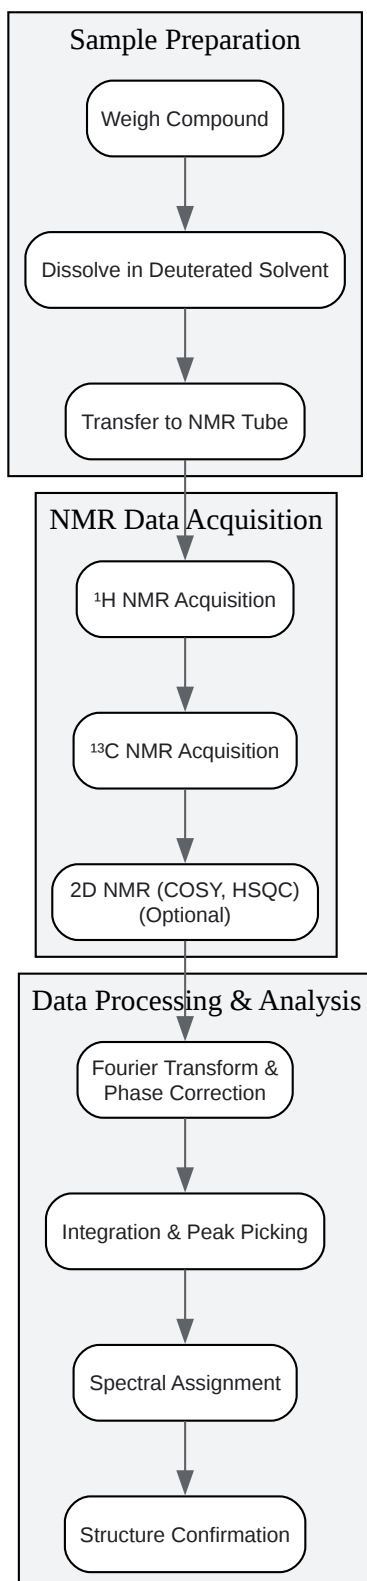 Sample Preparation
Weigh Compound
Dissolve in Deuterated Solvent
Transfer to NMR Tube
NMR Data Acquisition
¹H NMR Acquisition
¹³C NMR Acquisition
2D NMR (COSY, HSQC)
(Optional)
Data Processing & Analysis
Fourier Transform &
Phase Correction
Integration & Peak Picking
Spectral Assignment
Structure Confirmation